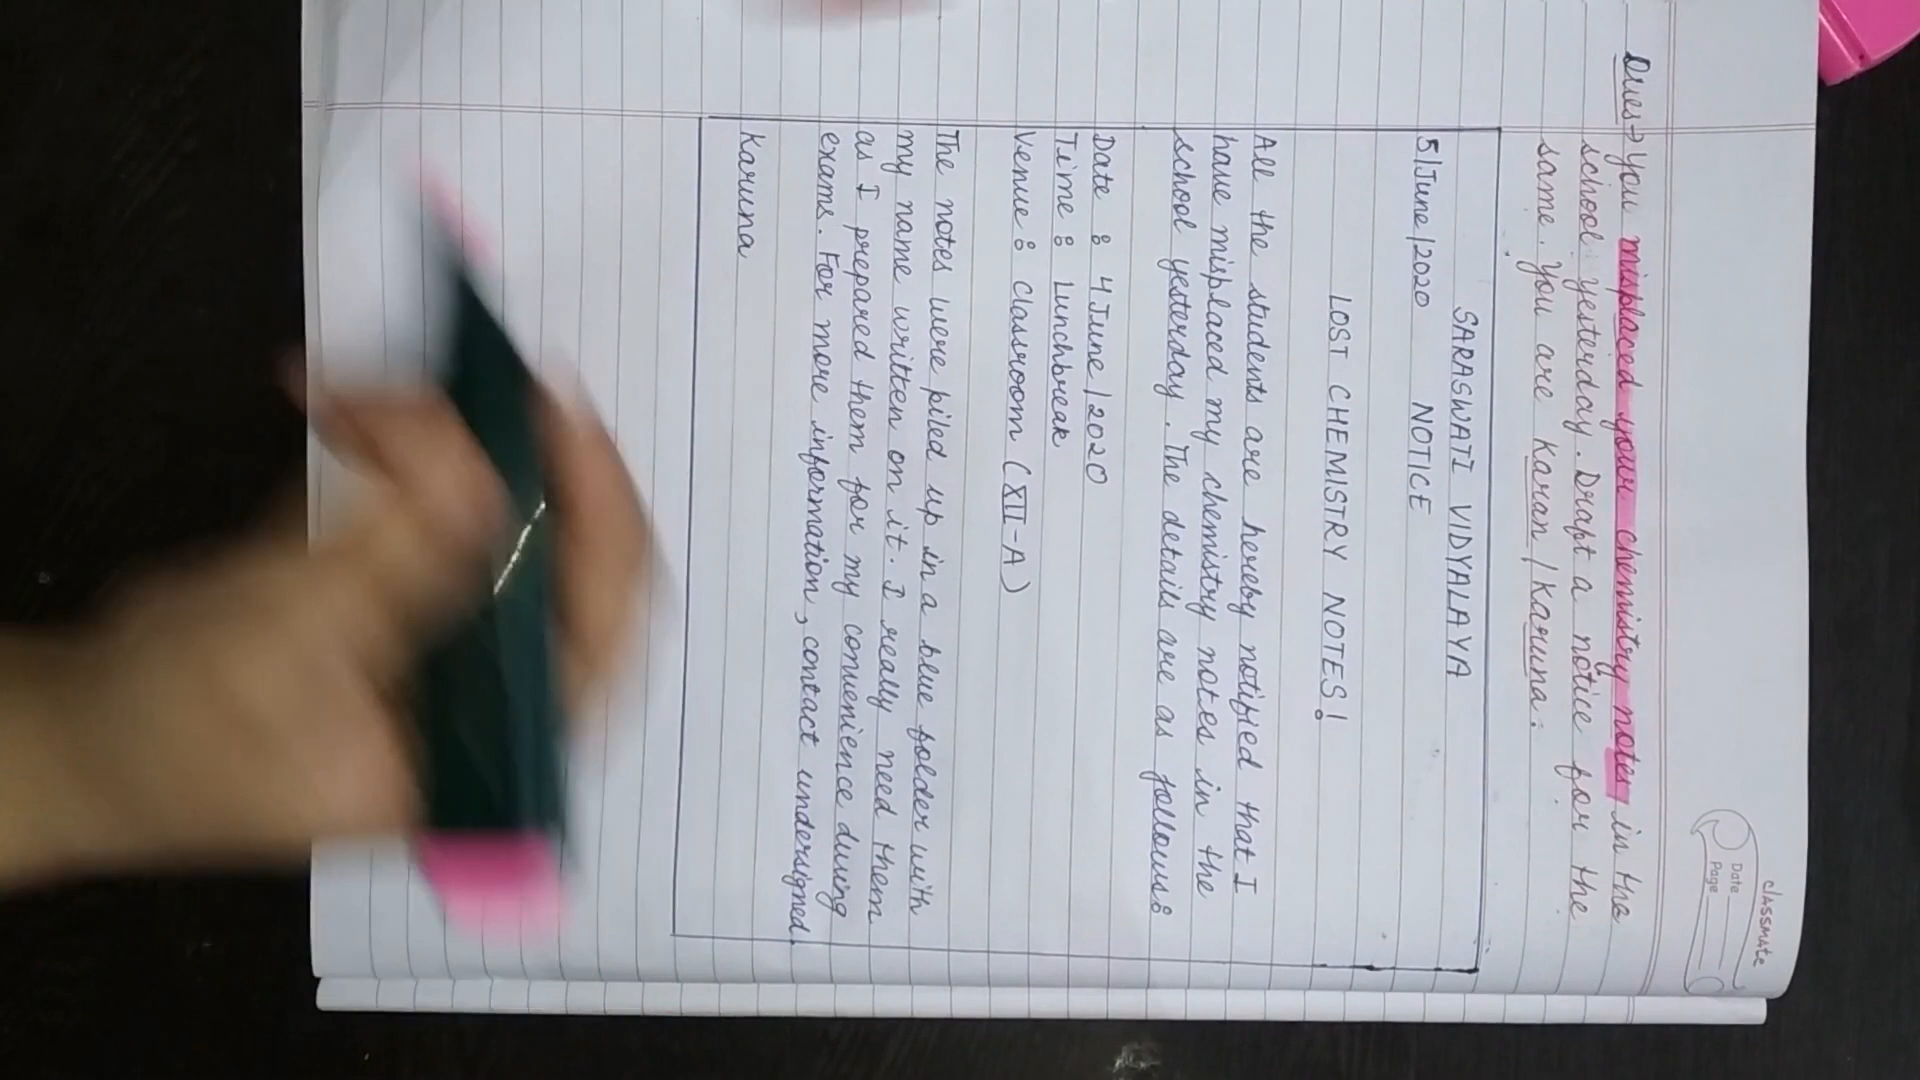 classmate
Date
Page
Ques→ You misplaced your chemistry notes in the
school yesterday. Draft a notice for the
same. You are Karan / Karuna.
SARASWATI VIDYALAYA
5/June/2020 NOTICE
LOST CHEMISTRY NOTES!
All the students are hereby notified that I
have misplaced my chemistry notes in the
school yesterday. The details are as follows:
Date : 4 June/2020
Time : Lunchbreak
Venue : Classroom (XII-A)
The notes were piled up in a blue folder with
my name written on it. I really need them
as I prepared them for my convenience during
exams. For more information, contact undersigned.
Karuna